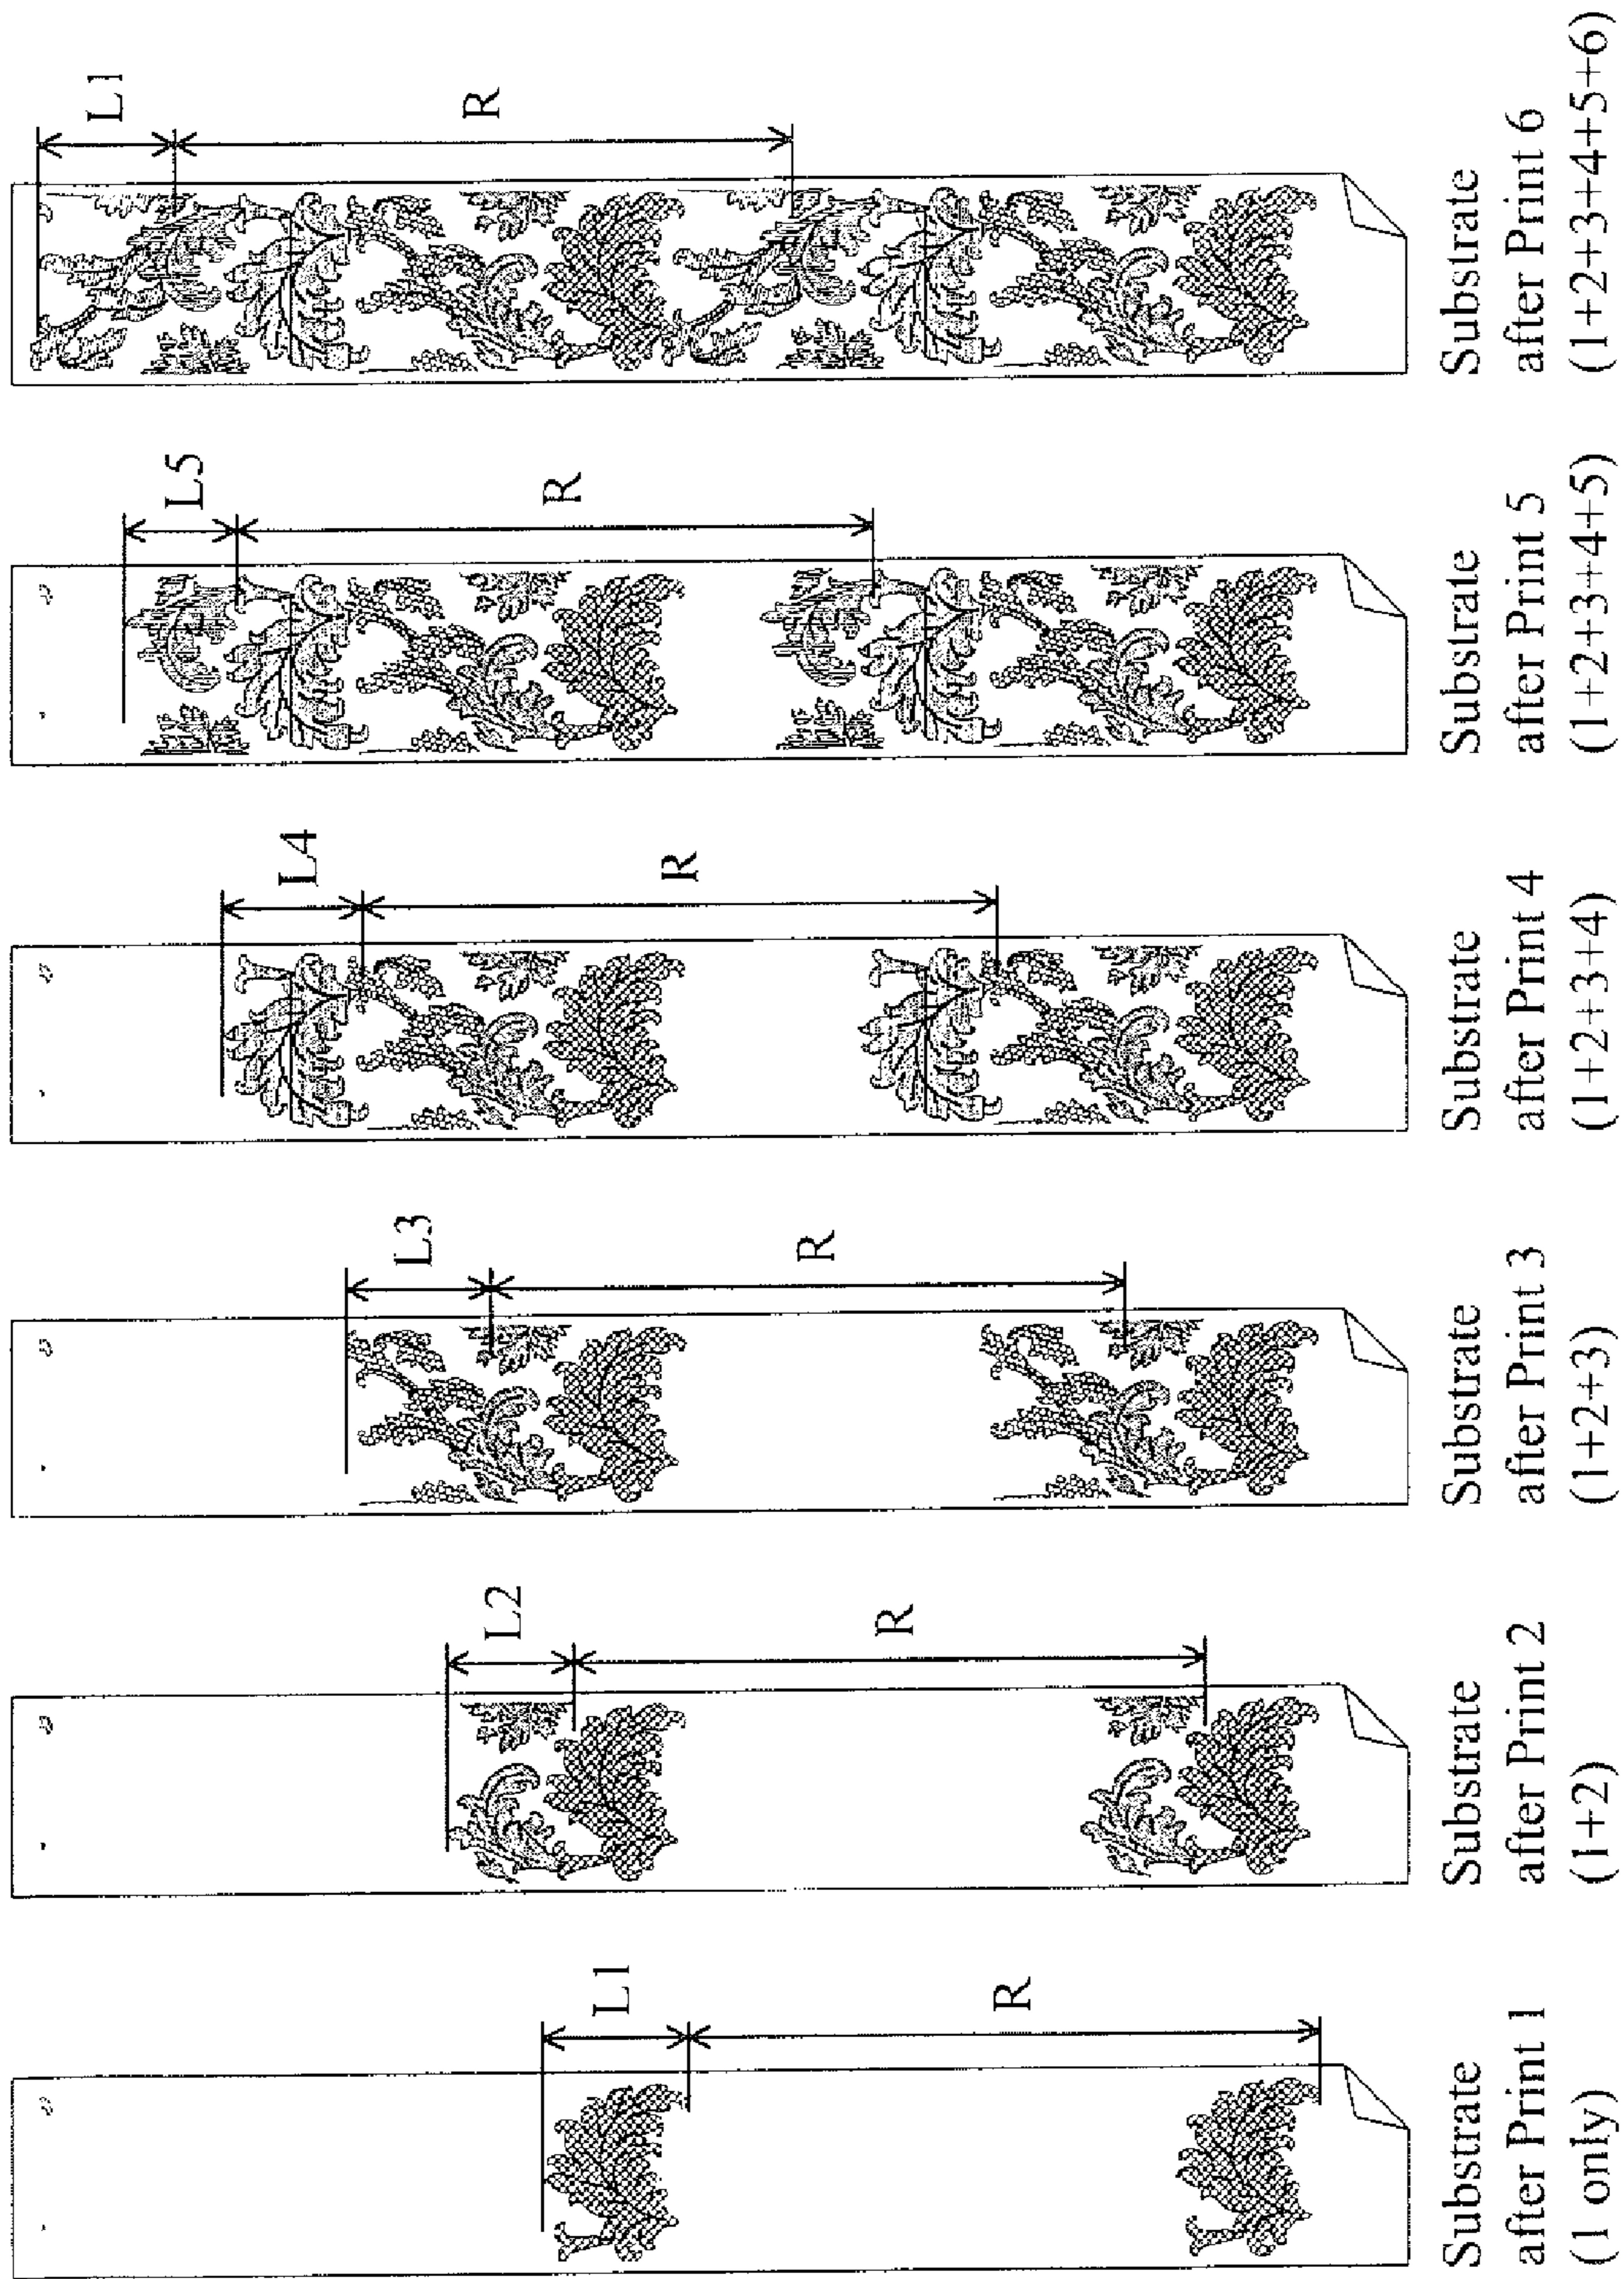 L1
R
Substrate
after Print 1
(1 only)
L2
R
Substrate
after Print 2
(1+2)
L3
R
Substrate
after Print 3
(1+2+3)
L4
R
Substrate
after Print 4
(1+2+3+4)
L5
R
Substrate
after Print 5
(1+2+3+4+5)
L1
R
Substrate
after Print 6
(1+2+3+4+5+6)